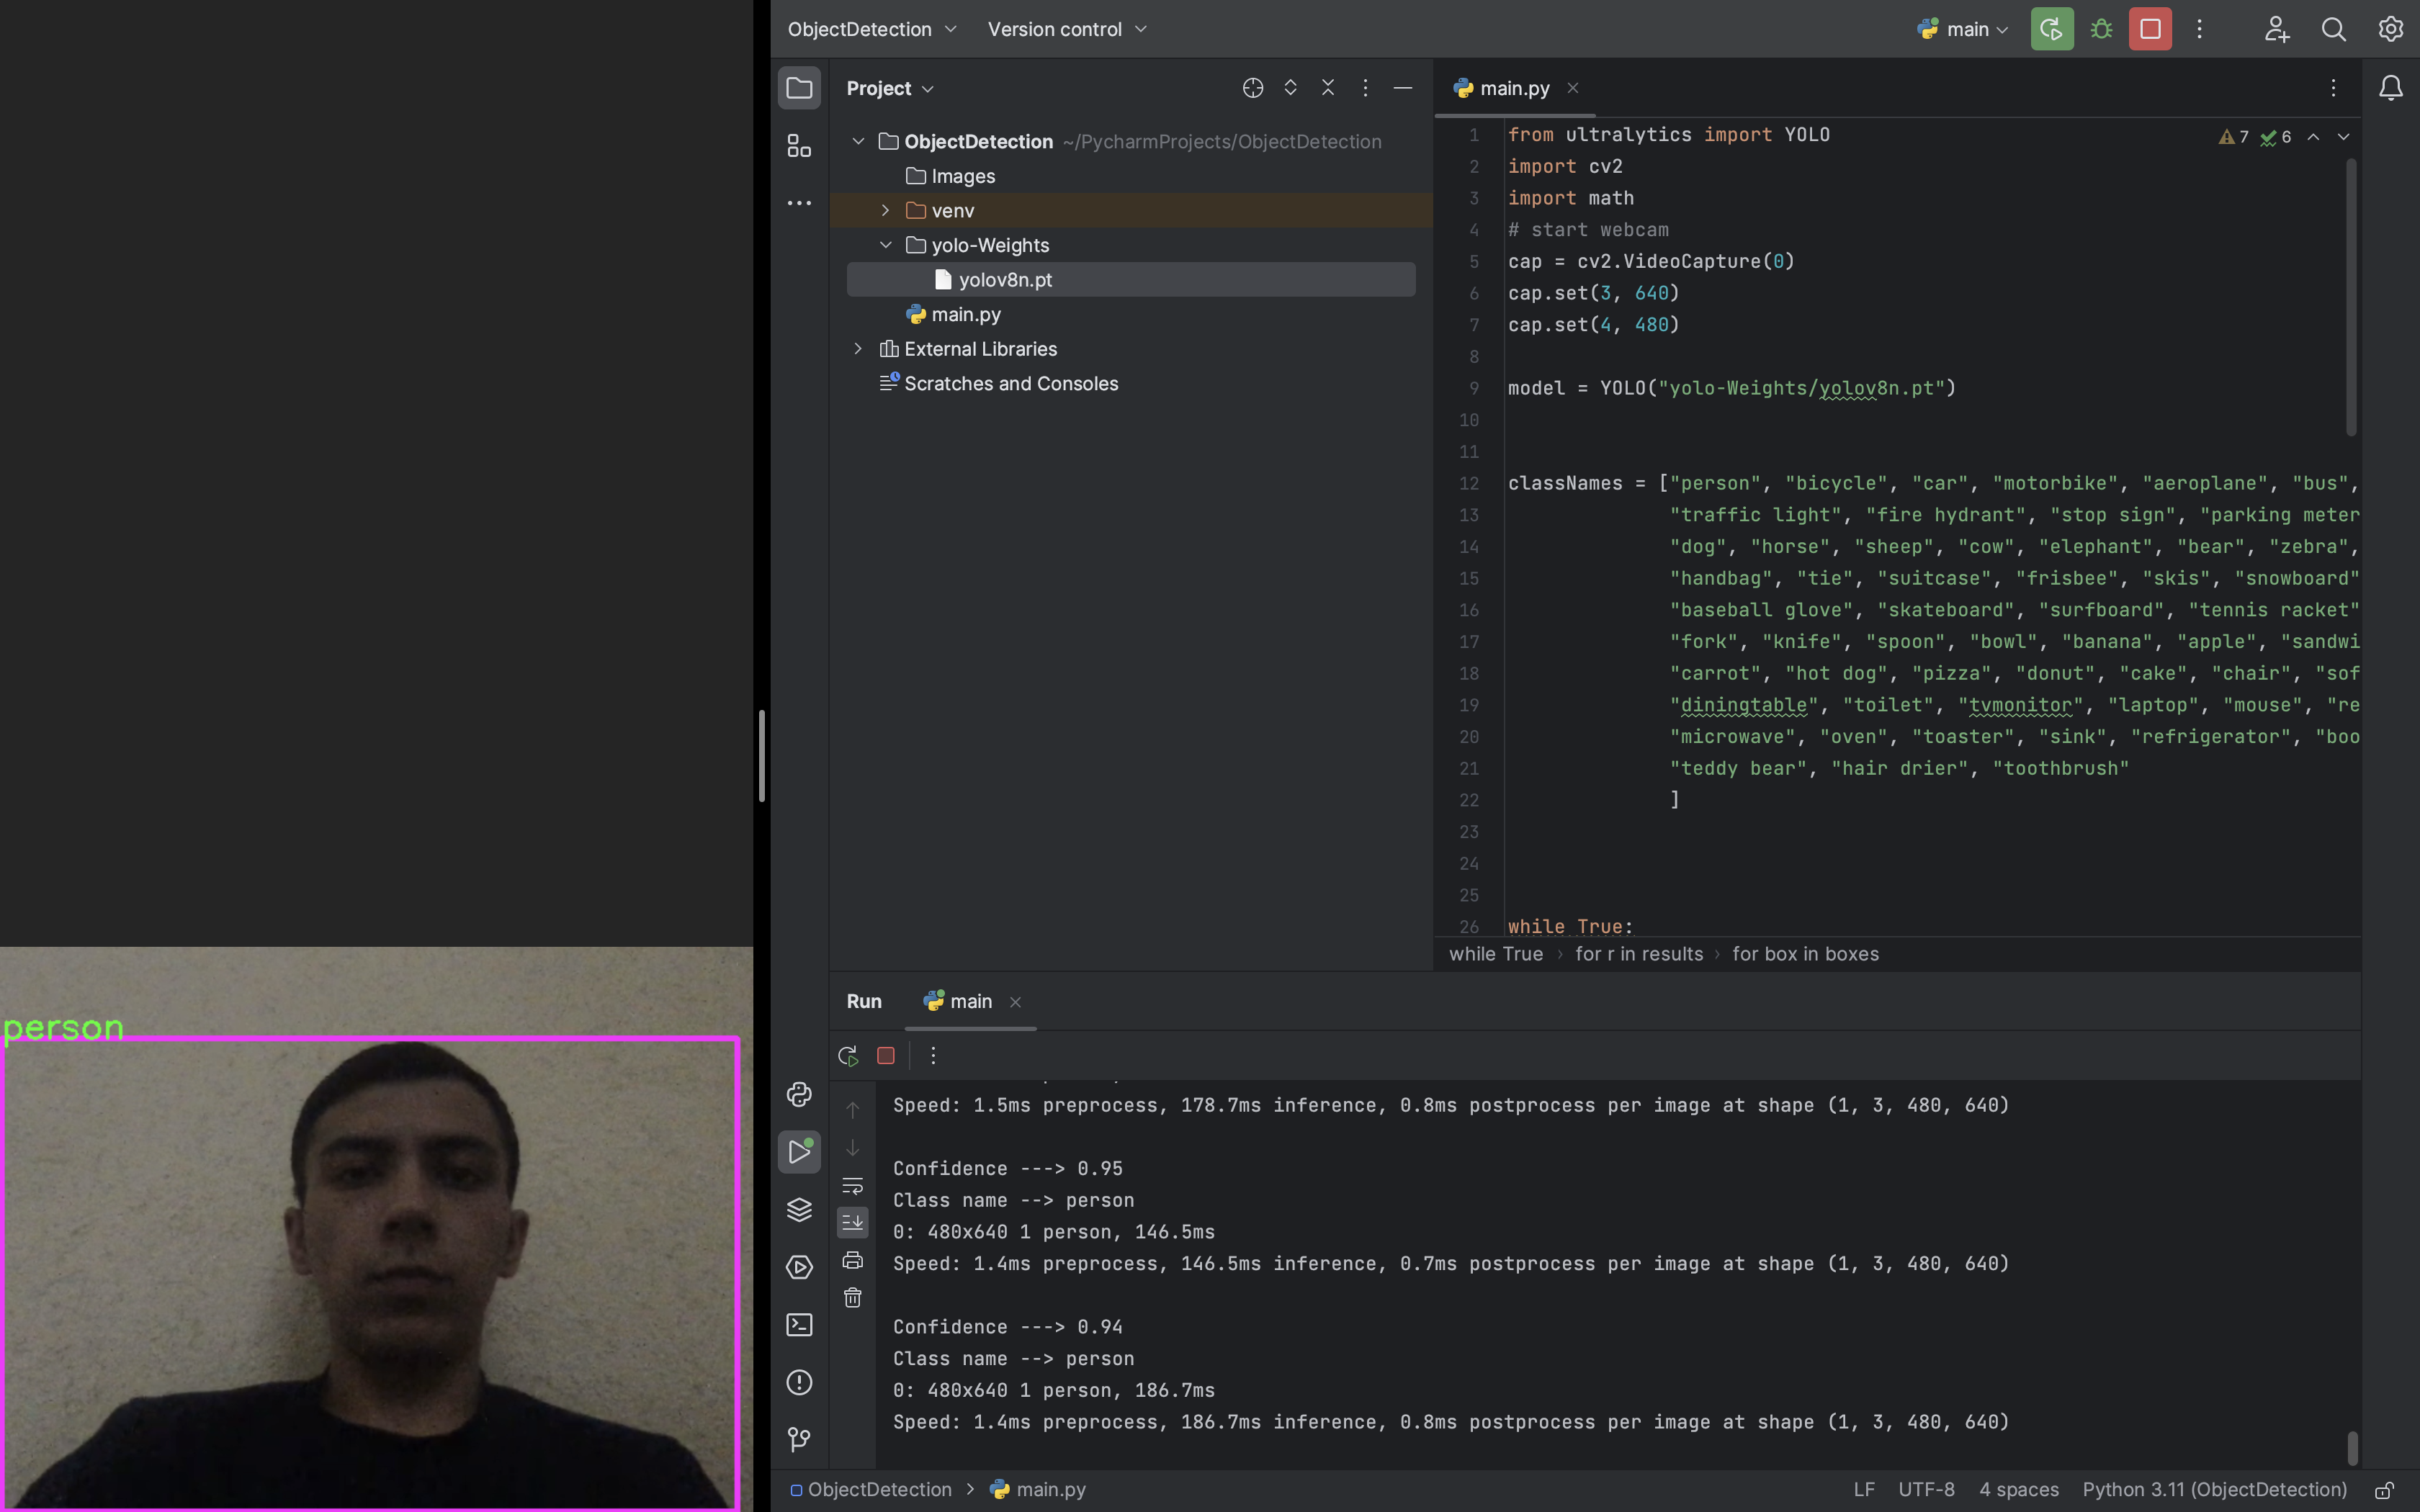 ObjectDetection Version control main
Project
ObjectDetection ~/PycharmProjects/ObjectDetection
Images
venv
yolo-Weights
yolov8n.pt
main.py
External Libraries
Scratches and Consoles
main.py
7 6
1 from ultralytics import YOLO
2 import cv2
3 import math
4 # start webcam
5 cap = cv2.VideoCapture(0)
6 cap.set(3, 640)
7 cap.set(4, 480)
8
9 model = YOLO("yolo-Weights/yolov8n.pt")
10
11
12 classNames = ["person", "bicycle", "car", "motorbike", "aeroplane", "bus",
13 "traffic light", "fire hydrant", "stop sign", "parking meter
14 "dog", "horse", "sheep", "cow", "elephant", "bear", "zebra",
15 "handbag", "tie", "suitcase", "frisbee", "skis", "snowboard"
16 "baseball glove", "skateboard", "surfboard", "tennis racket"
17 "fork", "knife", "spoon", "bowl", "banana", "apple", "sandwi
18 "carrot", "hot dog", "pizza", "donut", "cake", "chair", "sof
19 "diningtable", "toilet", "tvmonitor", "laptop", "mouse", "re
20 "microwave", "oven", "toaster", "sink", "refrigerator", "boo
21 "teddy bear", "hair drier", "toothbrush"
22 ]
23
24
25
26 while True:
while True › for r in results › for box in boxes
person
Run main
Speed: 1.5ms preprocess, 178.7ms inference, 0.8ms postprocess per image at shape (1, 3, 480, 640)
Confidence ---> 0.95
Class name --> person
0: 480x640 1 person, 146.5ms
Speed: 1.4ms preprocess, 146.5ms inference, 0.7ms postprocess per image at shape (1, 3, 480, 640)
Confidence ---> 0.94
Class name --> person
0: 480x640 1 person, 186.7ms
Speed: 1.4ms preprocess, 186.7ms inference, 0.8ms postprocess per image at shape (1, 3, 480, 640)
ObjectDetection > main.py LF UTF-8 4 spaces Python 3.11 (ObjectDetection)